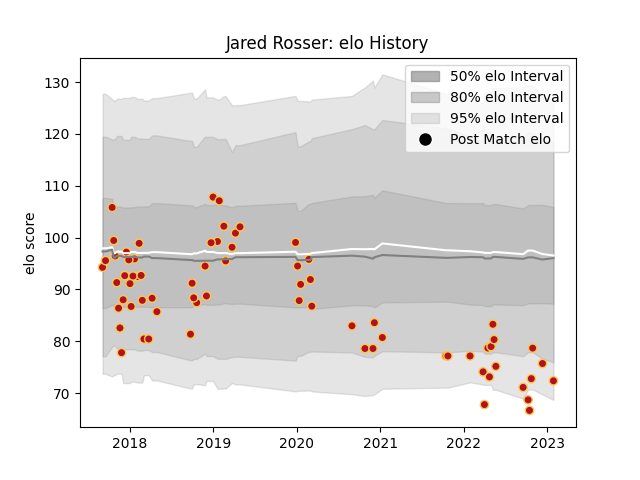 Jared Rosser: elo History
50% elo Interval
80% elo Interval
95% elo Interval
Post Match elo
elo score
130
120
110
100
90
80
70
2018
2019
2020
2021
2022
2023